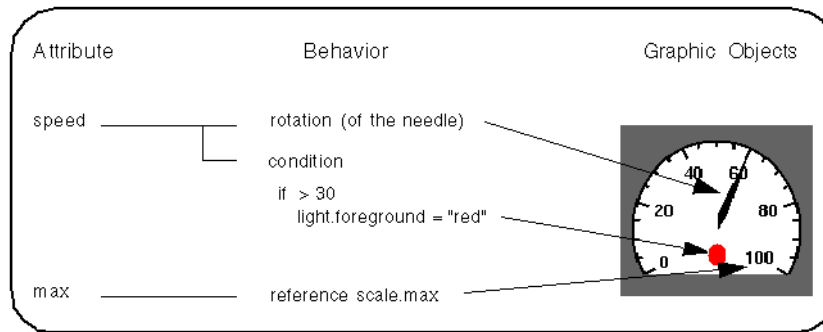 Attribute Behavior Graphic Objects
speed rotation (of the needle)
condition
if > 30
light.foreground = "red"
max reference scale.max
40 60
20 80
0 100